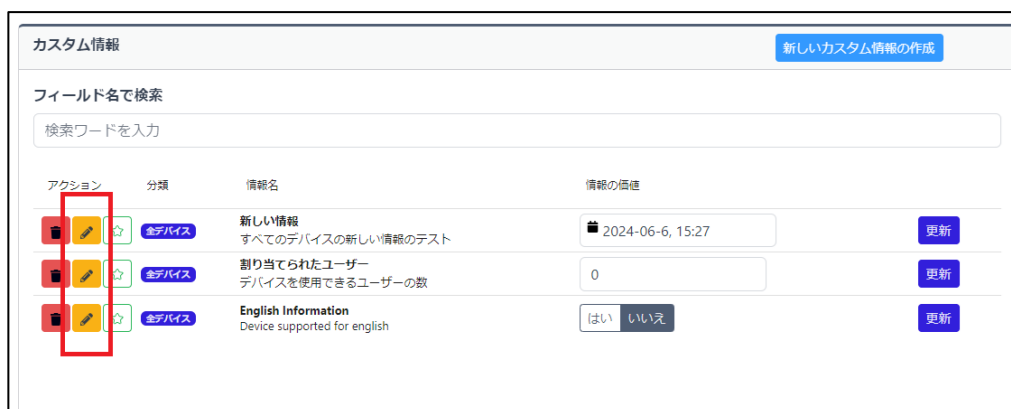 カスタム情報
新しいカスタム情報の作成
フィールド名で検索
検索ワードを入力
アクション 分類 情報名 情報の価値
全デバイス 新しい情報 2024-06-6, 15:27 更新
すべてのデバイスの新しい情報のテスト
全デバイス 割り当てられたユーザー 0 更新
デバイスを使用できるユーザーの数
全デバイス English Information はい いいえ 更新
Device supported for english